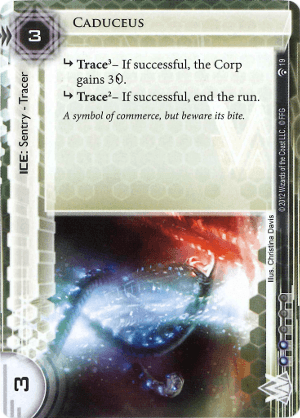 3
CADUCEUS
↳ Trace³– If successful, the Corp
gains 3.
↳ Trace²– If successful, end the run.
A symbol of commerce, but beware its bite.
ICE: Sentry - Tracer
19
©2012 Wizards of the Coast LLC. ©FFG
Illus. Christina Davis
3